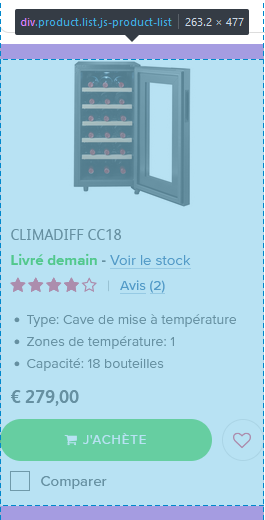 div.product.list.js-product-list | 263.2 × 477
CLIMADIFF CC18
Livré demain - Voir le stock
Avis (2)
• Type: Cave de mise à température
• Zones de température: 1
• Capacité: 18 bouteilles
€ 279,00
J'ACHÈTE
Comparer